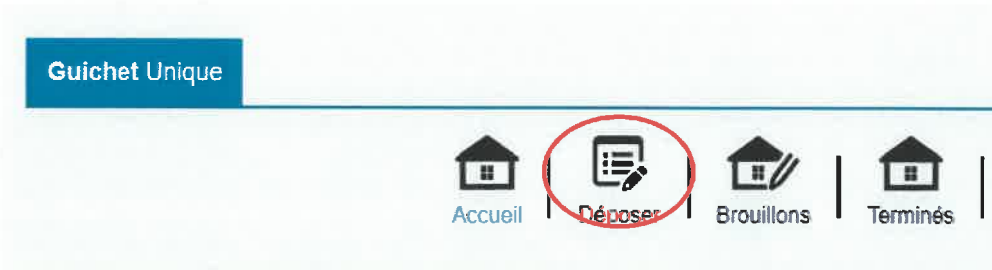 Guichet Unique
Accueil
Déposer
Brouillons
Terminés